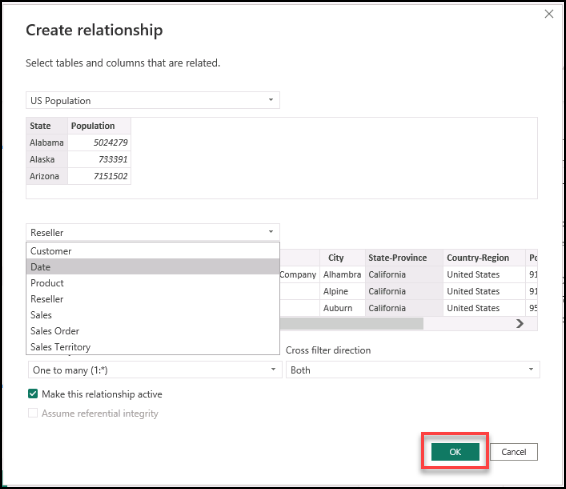 Create relationship
Select tables and columns that are related.
US Population
State Population
Alabama 5024279
Alaska 733391
Arizona 7151502
Reseller
Customer
Date
Product
Reseller
Sales
Sales Order
Sales Territory
City State-Province Country-Region
Company Alhambra California United States 91
Alpine California United States 91
Auburn California United States 95
Cross filter direction
One to many (1:*) Both
Make this relationship active
Assume referential integrity
OK Cancel